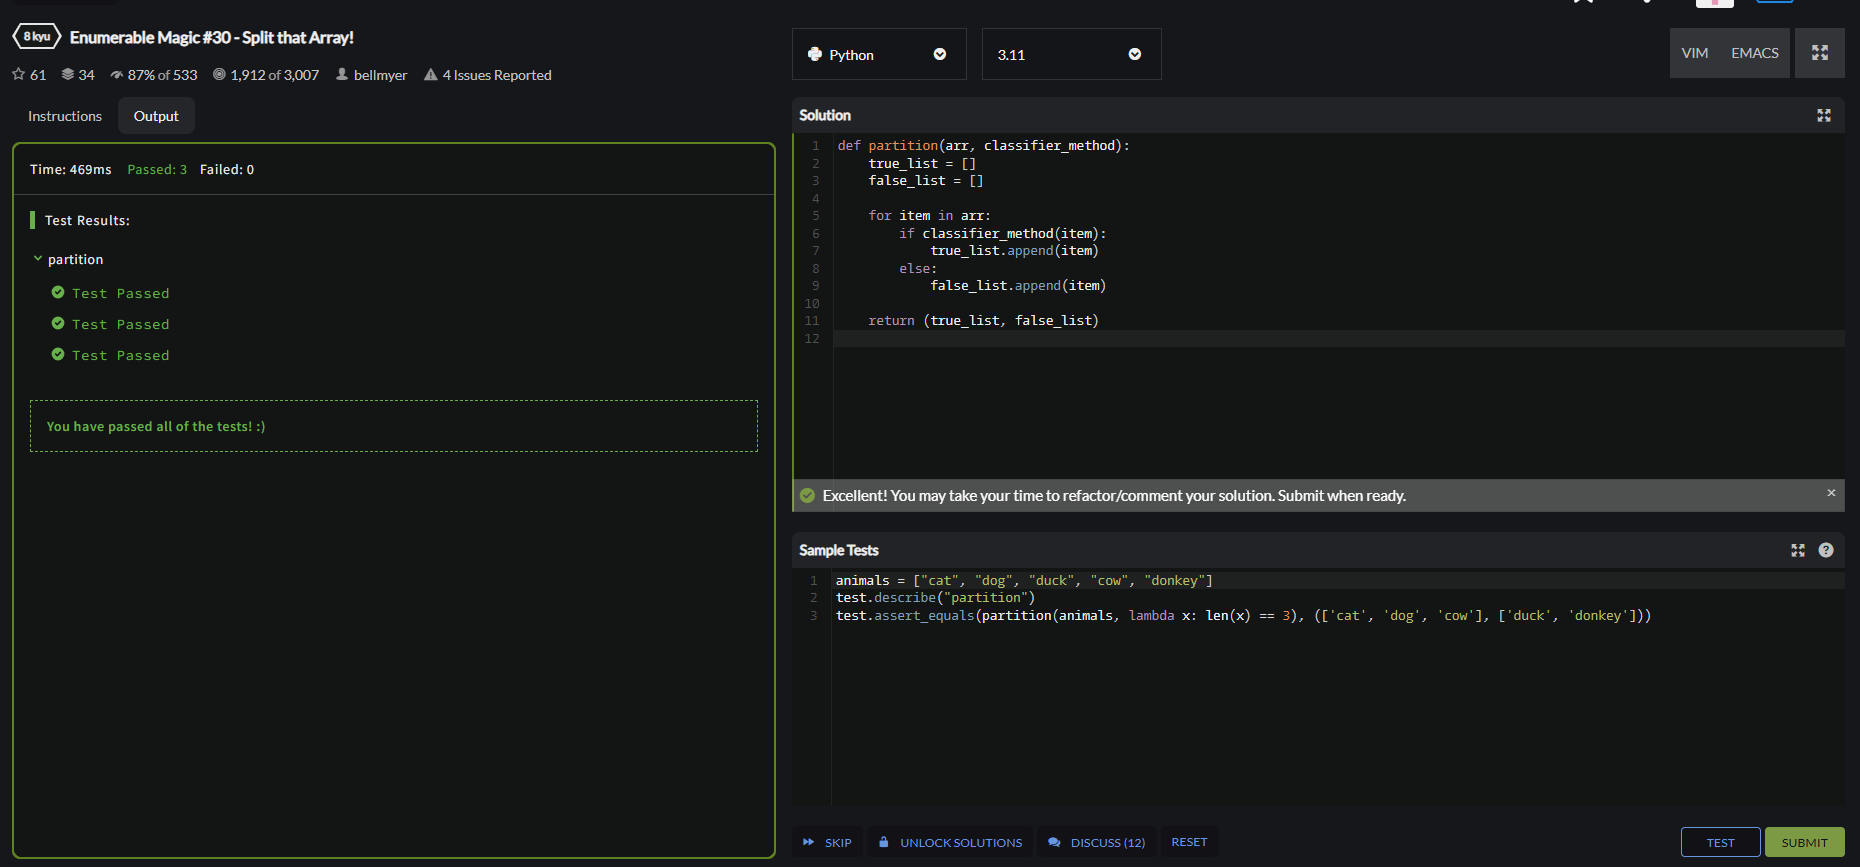 8 kyu Enumerable Magic #30 - Split that Array!
61 34 87% of 533 1,912 of 3,007 bellmyer 4 Issues Reported
Instructions Output
Time: 469ms Passed: 3 Failed: 0
Test Results:
partition
Test Passed
Test Passed
Test Passed
You have passed all of the tests! :)
Python 3.11 VIM EMACS
Solution
1 def partition(arr, classifier_method):
2     true_list = []
3     false_list = []
4
5     for item in arr:
6         if classifier_method(item):
7             true_list.append(item)
8         else:
9             false_list.append(item)
10
11     return (true_list, false_list)
12
Excellent! You may take your time to refactor/comment your solution. Submit when ready. ×
Sample Tests ?
1 animals = ["cat", "dog", "duck", "cow", "donkey"]
2 test.describe("partition")
3 test.assert_equals(partition(animals, lambda x: len(x) == 3), (['cat', 'dog', 'cow'], ['duck', 'donkey']))
SKIP UNLOCK SOLUTIONS DISCUSS (12) RESET TEST SUBMIT